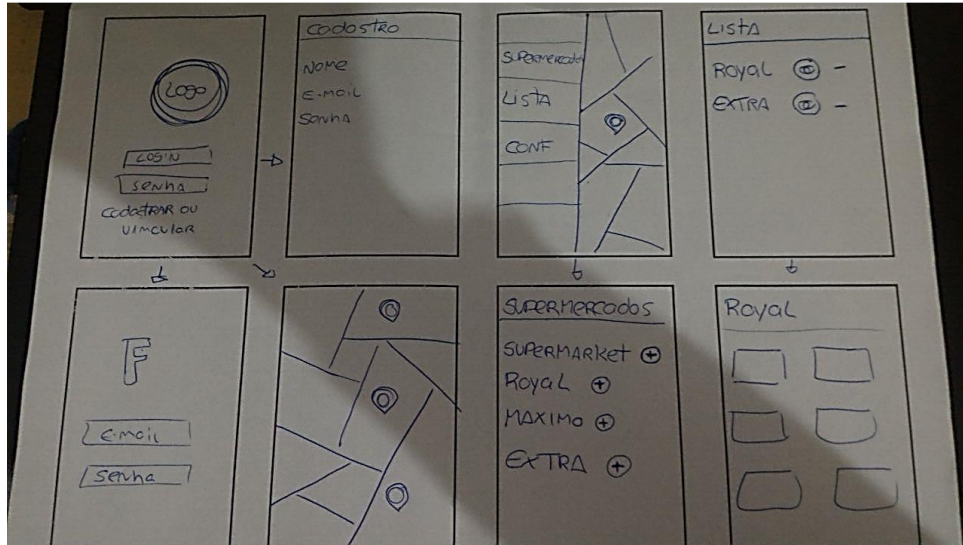 Logo
LOGIN
SENHA
CADASTRAR OU
VINCULAR
CADASTRO
NOME
E-MAIL
SENHA
SUPERMERCADO
LISTA
CONF
LISTA
ROYAL
EXTRA
F
E-mail
Senha
SUPERMERCADOS
SUPERMARKET +
ROYAL +
MAXIMO +
EXTRA +
ROYAL